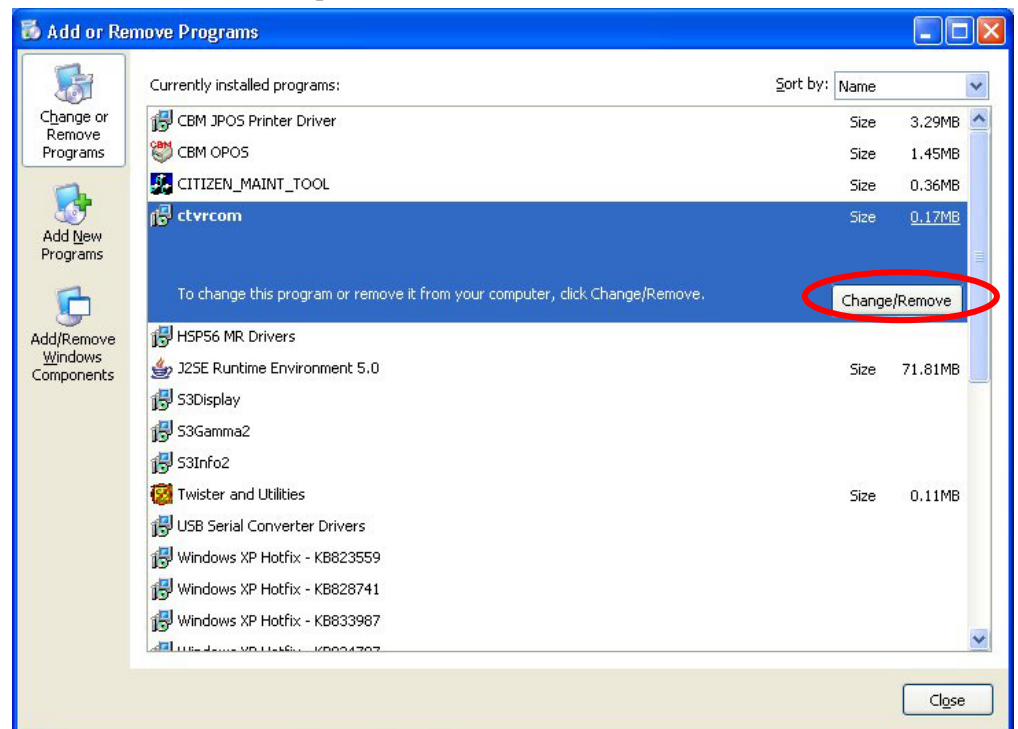 Add or Remove Programs
Currently installed programs:
Sort by: Name
Change or
Remove
Programs
Add New
Programs
Add/Remove
Windows
Components
CBM JPOS Printer Driver Size 3.29MB
CBM OPOS Size 1.45MB
CITIZEN_MAINT_TOOL Size 0.36MB
ctvrcom Size 0.17MB
To change this program or remove it from your computer, click Change/Remove.
Change/Remove
HSP56 MR Drivers
J2SE Runtime Environment 5.0 Size 71.81MB
S3Display
S3Gamma2
S3Info2
Twister and Utilities Size 0.11MB
USB Serial Converter Drivers
Windows XP Hotfix - KB823559
Windows XP Hotfix - KB828741
Windows XP Hotfix - KB833987
Windows XP Hotfix -
Close